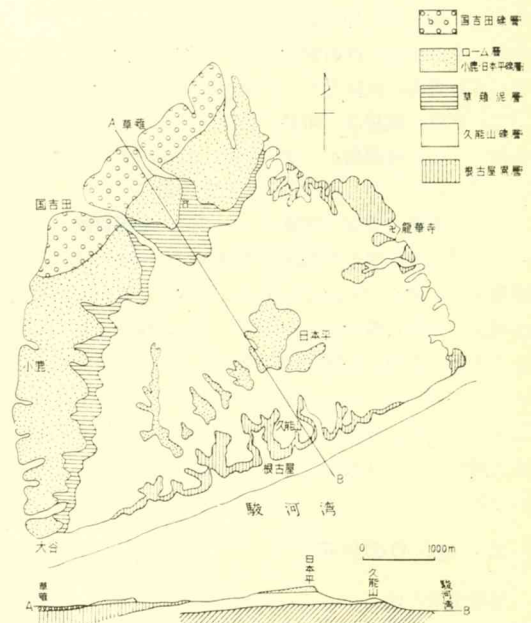 国吉田礫層
ローム層
小鹿・日本平礫層
草薙泥層
久能山礫層
根古屋累層
A 草薙
国吉田
龍華寺
日本平
小鹿
久能山
根古屋
B
駿河湾
大谷
0 1000m
草薙
日本平
久能山
駿河湾
A
B